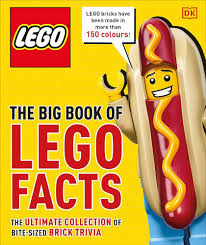 LEGO
LEGO bricks have
been made in
more than
150 colours!
DK
THE BIG BOOK OF
LEGO
FACTS
THE ULTIMATE COLLECTION OF
BITE-SIZED BRICK TRIVIA